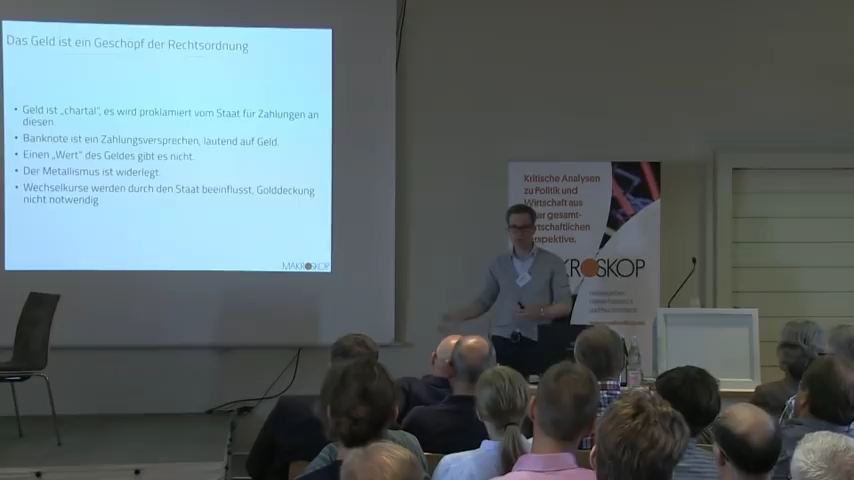 Das Geld ist ein Geschöpf der Rechtsordnung
• Geld ist „chartal“, es wird proklamiert vom Staat für Zahlungen an
diesen
• Banknote ist ein Zahlungsversprechen, lautend auf Geld.
• Einen „Wert“ des Geldes gibt es nicht.
• Der Metallismus ist widerlegt.
• Wechselkurse werden durch den Staat beeinflusst, Golddeckung
nicht notwendig
MAKROSKOP
Kritische Analysen
zu Politik und
Wirtschaft aus
gesamt-
wirtschaftlichen
Perspektive.
KROSKOP